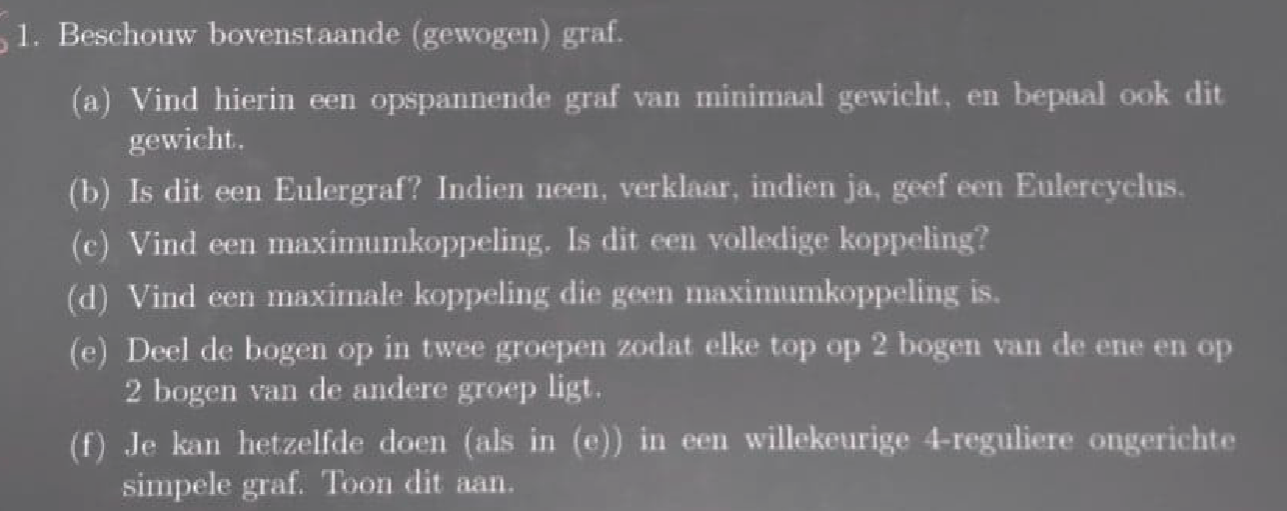 1. Beschouw bovenstaande (gewogen) graf.
(a) Vind hierin een opspannende graf van minimaal gewicht, en bepaal ook dit
gewicht.
(b) Is dit een Eulergraf? Indien neen, verklaar, indien ja, geef een Eulercyclus.
(c) Vind een maximumkoppeling. Is dit een volledige koppeling?
(d) Vind een maximale koppeling die geen maximumkoppeling is.
(e) Deel de bogen op in twee groepen zodat elke top op 2 bogen van de ene en op
2 bogen van de andere groep ligt.
(f) Je kan hetzelfde doen (als in (e)) in een willekeurige 4-reguliere ongerichte
simpele graf. Toon dit aan.